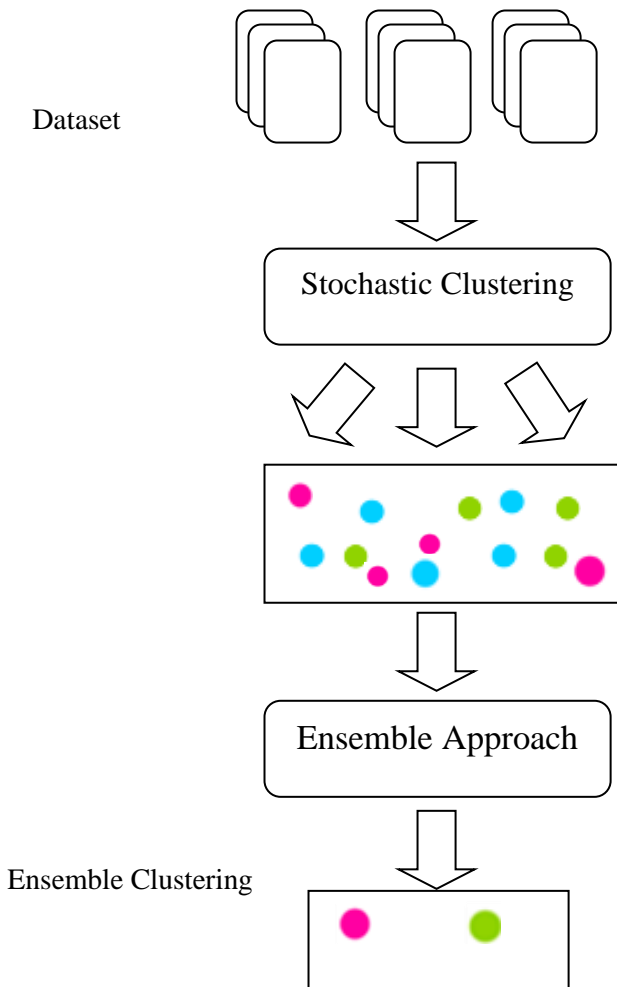 Dataset
Stochastic Clustering
Ensemble Approach
Ensemble Clustering